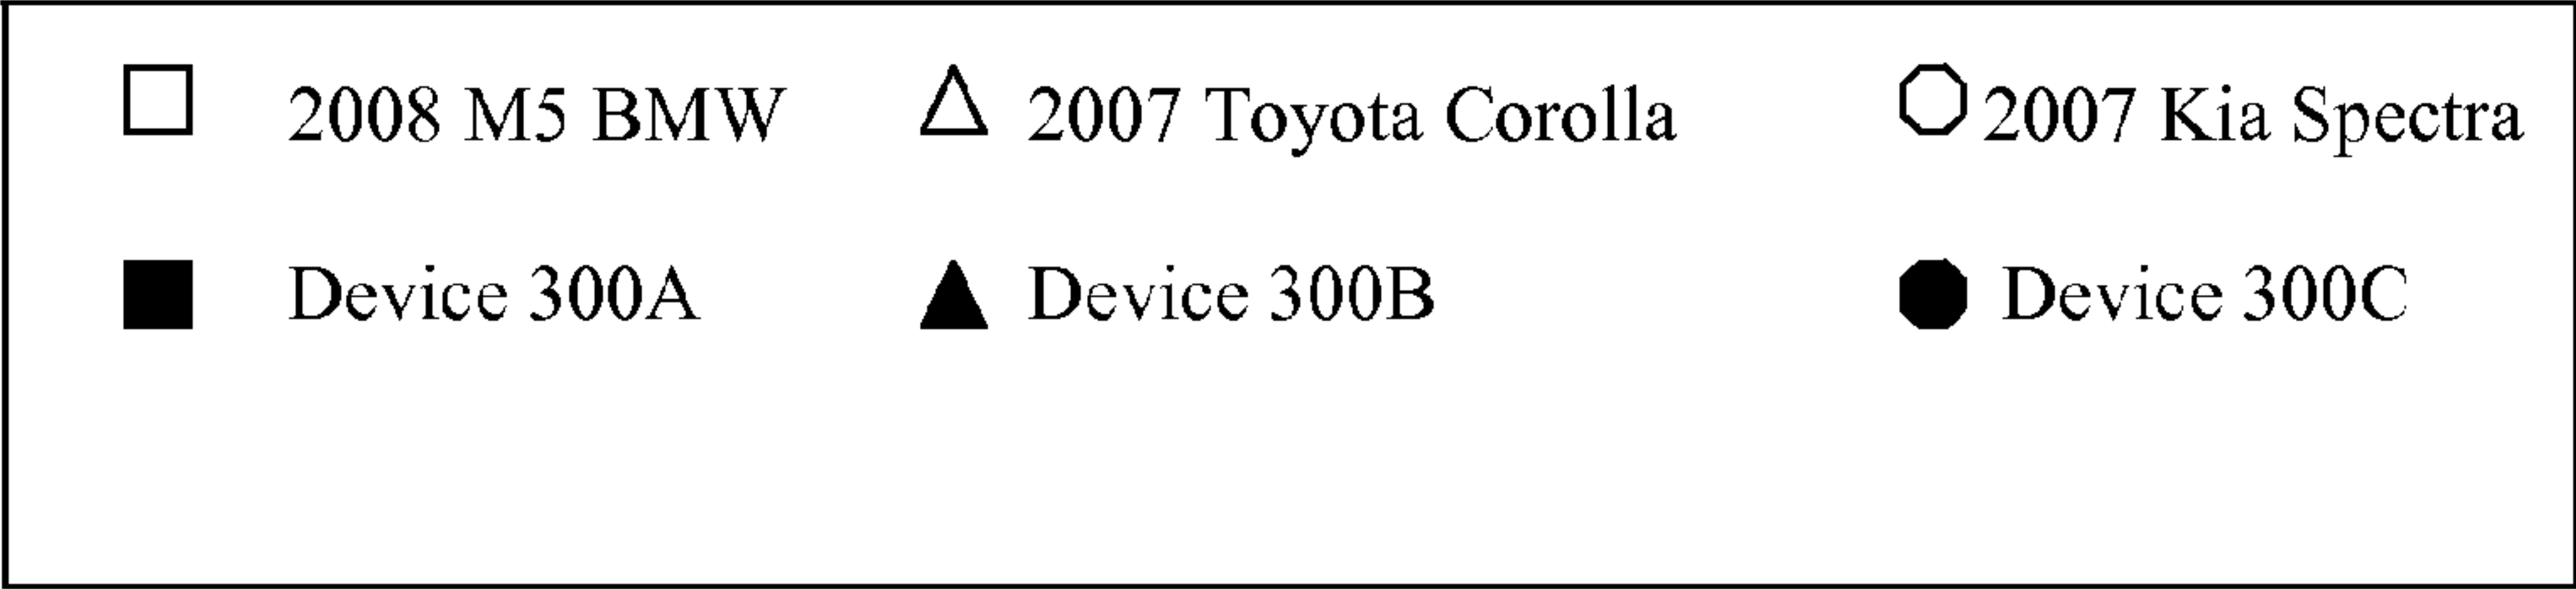 2008 M5 BMW 2007 Toyota Corolla 2007 Kia Spectra
Device 300A Device 300B Device 300C